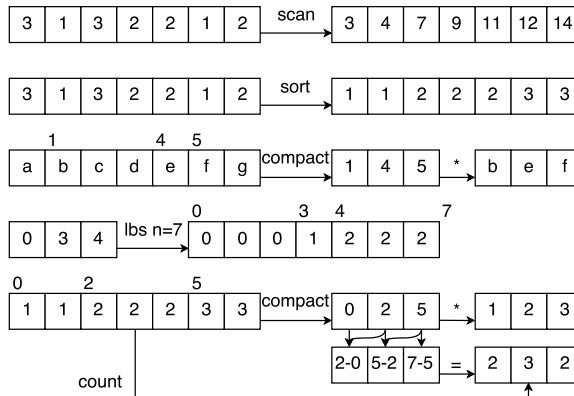 3 1 3 2 2 1 2 scan 3 4 7 9 11 12 14
3 1 3 2 2 1 2 sort 1 1 2 2 2 3 3
1 4 5
a b c d e f g compact 1 4 5 * b e f
0 3 4 7
0 3 4 lbs n=7 0 0 0 1 2 2 2
0 2 5
1 1 2 2 2 3 3 compact 0 2 5 * 1 2 3
2-0 5-2 7-5 = 2 3 2
count